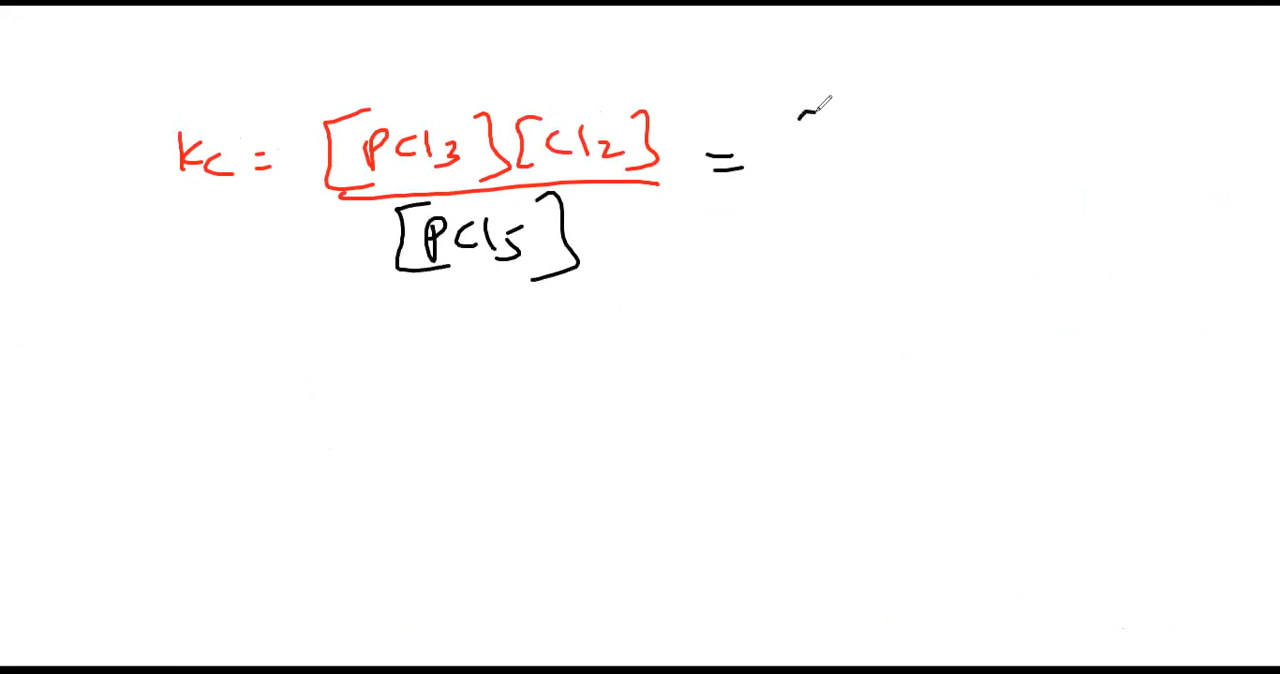 Kc = [PCl3][Cl2] =
[PCl5]